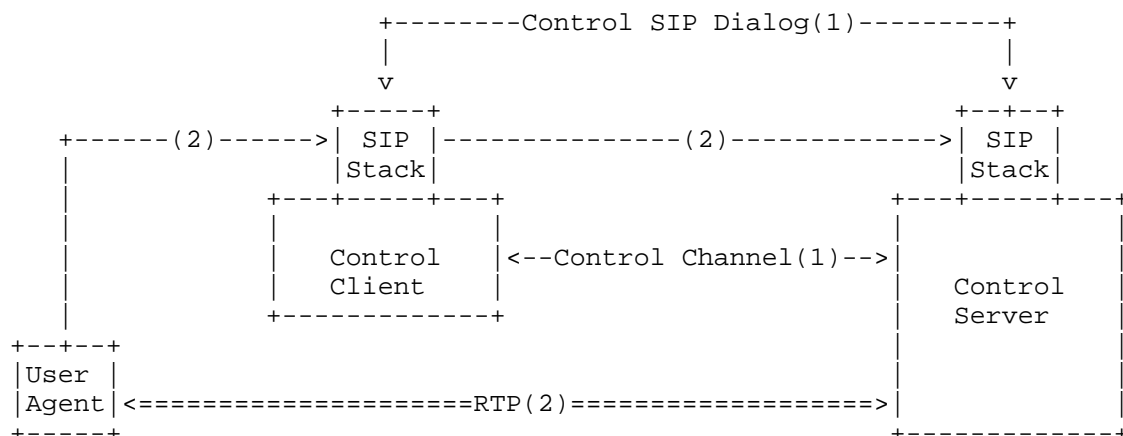 +--------Control SIP Dialog(1)---------+
| |
v v
+-----+ +--+--+
+------(2)------>| SIP |--------------(2)------------->| SIP |
| |Stack| |Stack|
| +---+-----+---+ +---+-----+---+
| | | | |
| | Control |<--Control Channel(1)-->| |
| | Client | | Control |
| +-------------+ | Server |
+--+--+ | |
|User | | |
|Agent|<=====================RTP(2)===================>| |
+-----+ +-------------+